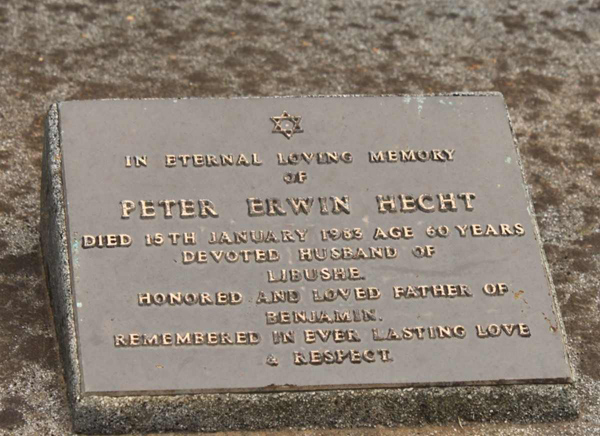 IN ETERNAL LOVING MEMORY
OF
PETER ERWIN HECHT
DIED 15TH JANUARY 1983 AGE 60 YEARS
DEVOTED HUSBAND OF
LIBUSHE.
HONORED AND LOVED FATHER OF
BENJAMIN.
REMEMBERED IN EVER LASTING LOVE
& RESPECT.